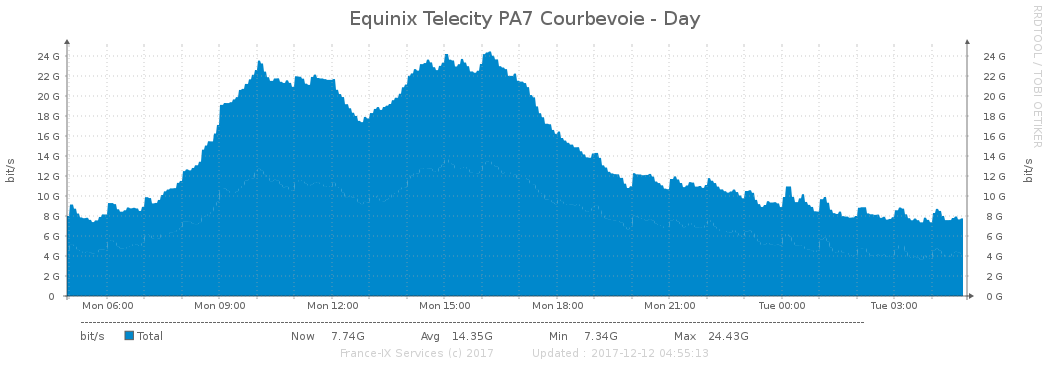 Equinix Telecity PA7 Courbevoie - Day
RRDTOOL / TOBI OETIKER
bit/s
24 G 24 G
22 G 22 G
20 G 20 G
18 G 18 G
16 G 16 G
14 G 14 G
12 G 12 G
10 G 10 G
8 G 8 G
6 G 6 G
4 G 4 G
2 G 2 G
0 0 G
bit/s
Mon 06:00 Mon 09:00 Mon 12:00 Mon 15:00 Mon 18:00 Mon 21:00 Tue 00:00 Tue 03:00
bit/s Total Now 7.74G Avg 14.35G Min 7.34G Max 24.43G
France-IX Services (c) 2017 Updated : 2017-12-12 04:55:13